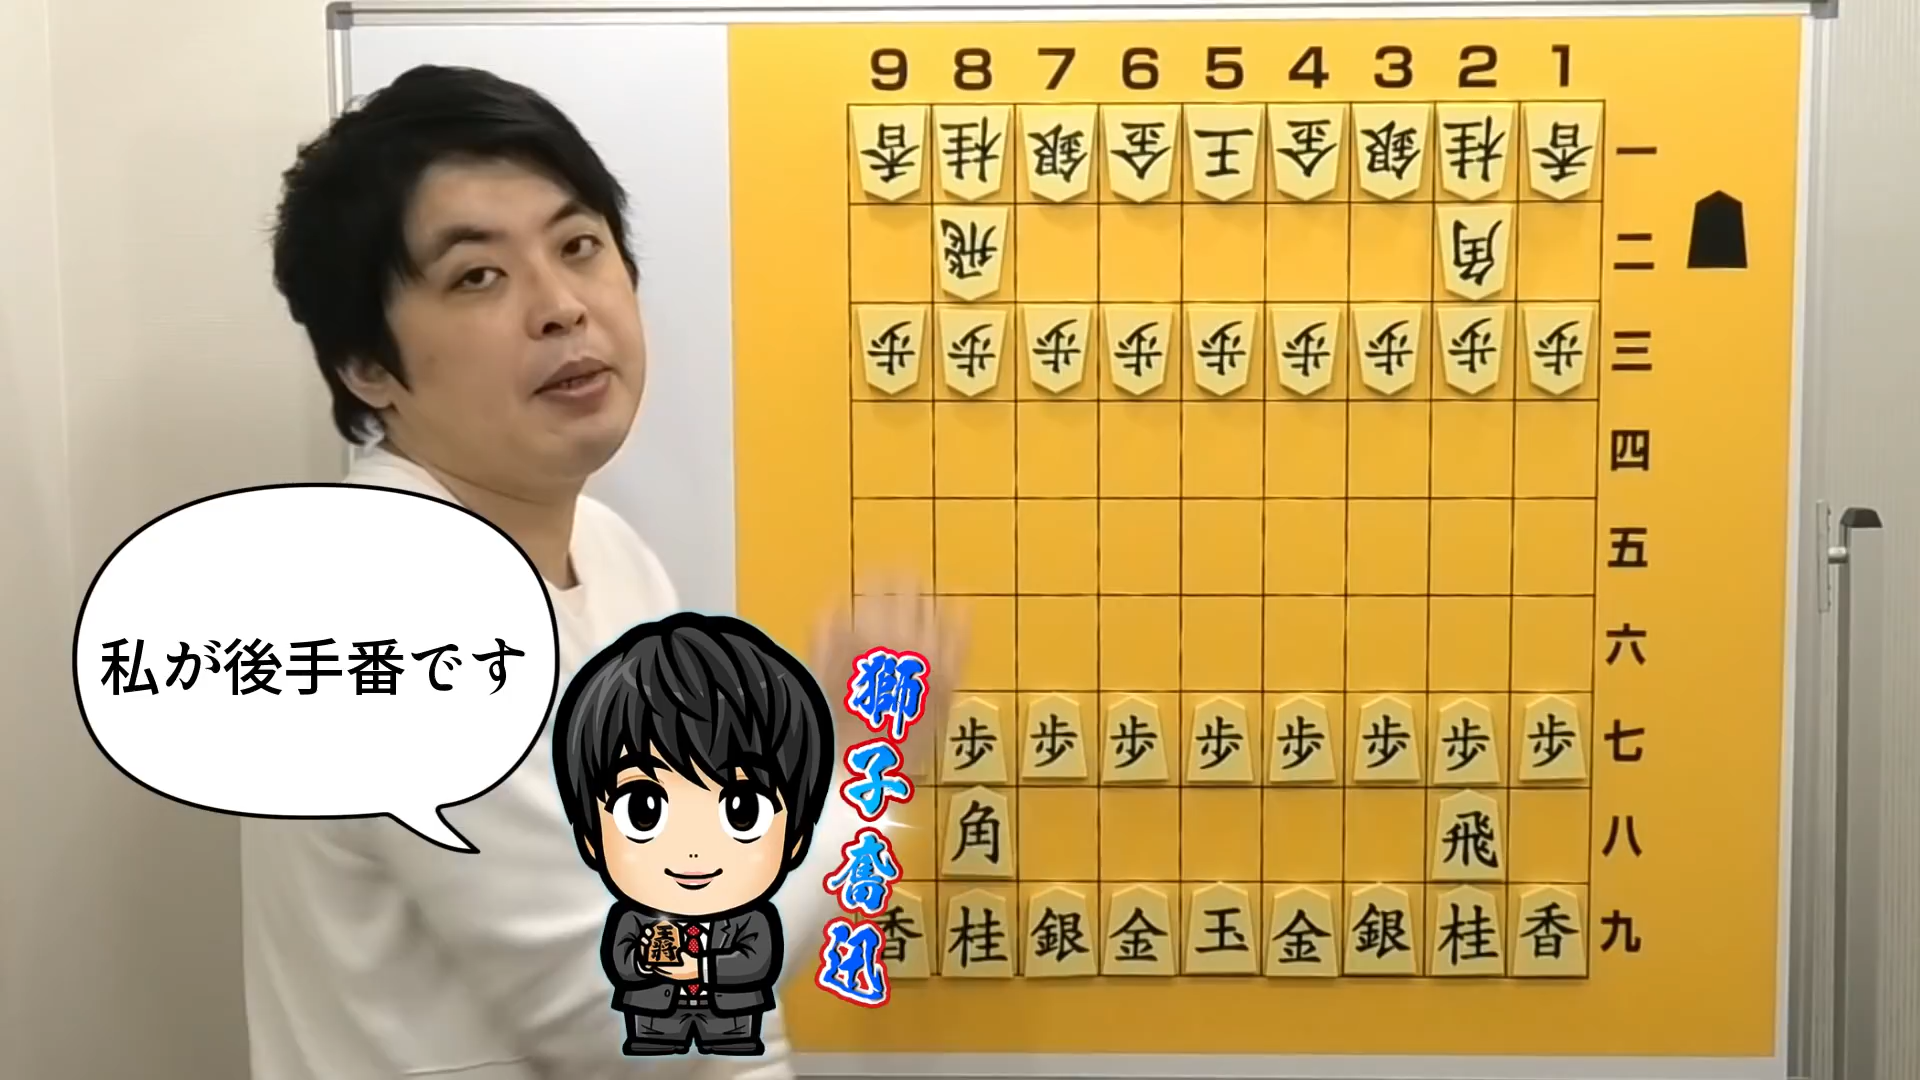 9 8 7 6 5 4 3 2 1
香 桂 銀 金 王 金 銀 桂 香 一
飛 角 二
歩 歩 歩 歩 歩 歩 歩 歩 歩 三
四
五
六
歩 歩 歩 歩 歩 歩 歩 歩 七
角 飛 八
香 桂 銀 金 玉 金 銀 桂 香 九
私が後手番です
獅子奮迅
王将